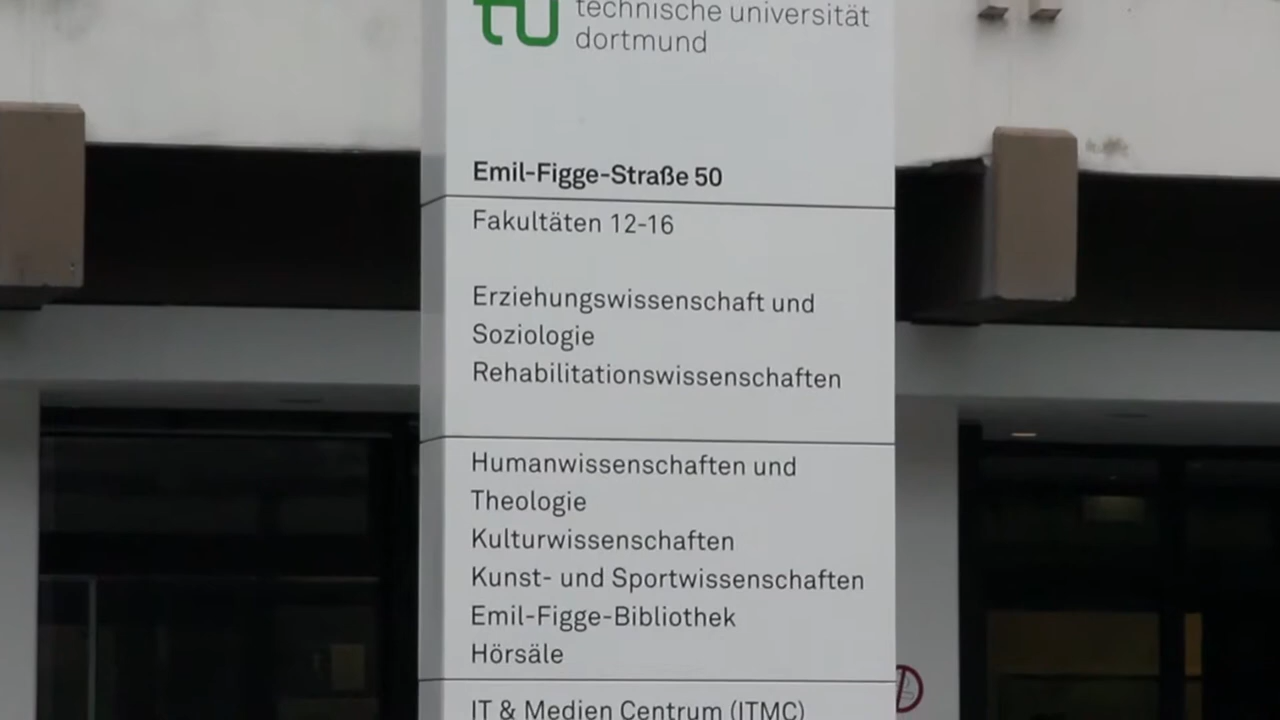 tu technische universität
dortmund
Emil-Figge-Straße 50
Fakultäten 12-16
Erziehungswissenschaft und
Soziologie
Rehabilitationswissenschaften
Humanwissenschaften und
Theologie
Kulturwissenschaften
Kunst- und Sportwissenschaften
Emil-Figge-Bibliothek
Hörsäle
IT & Medien Centrum (ITMC)